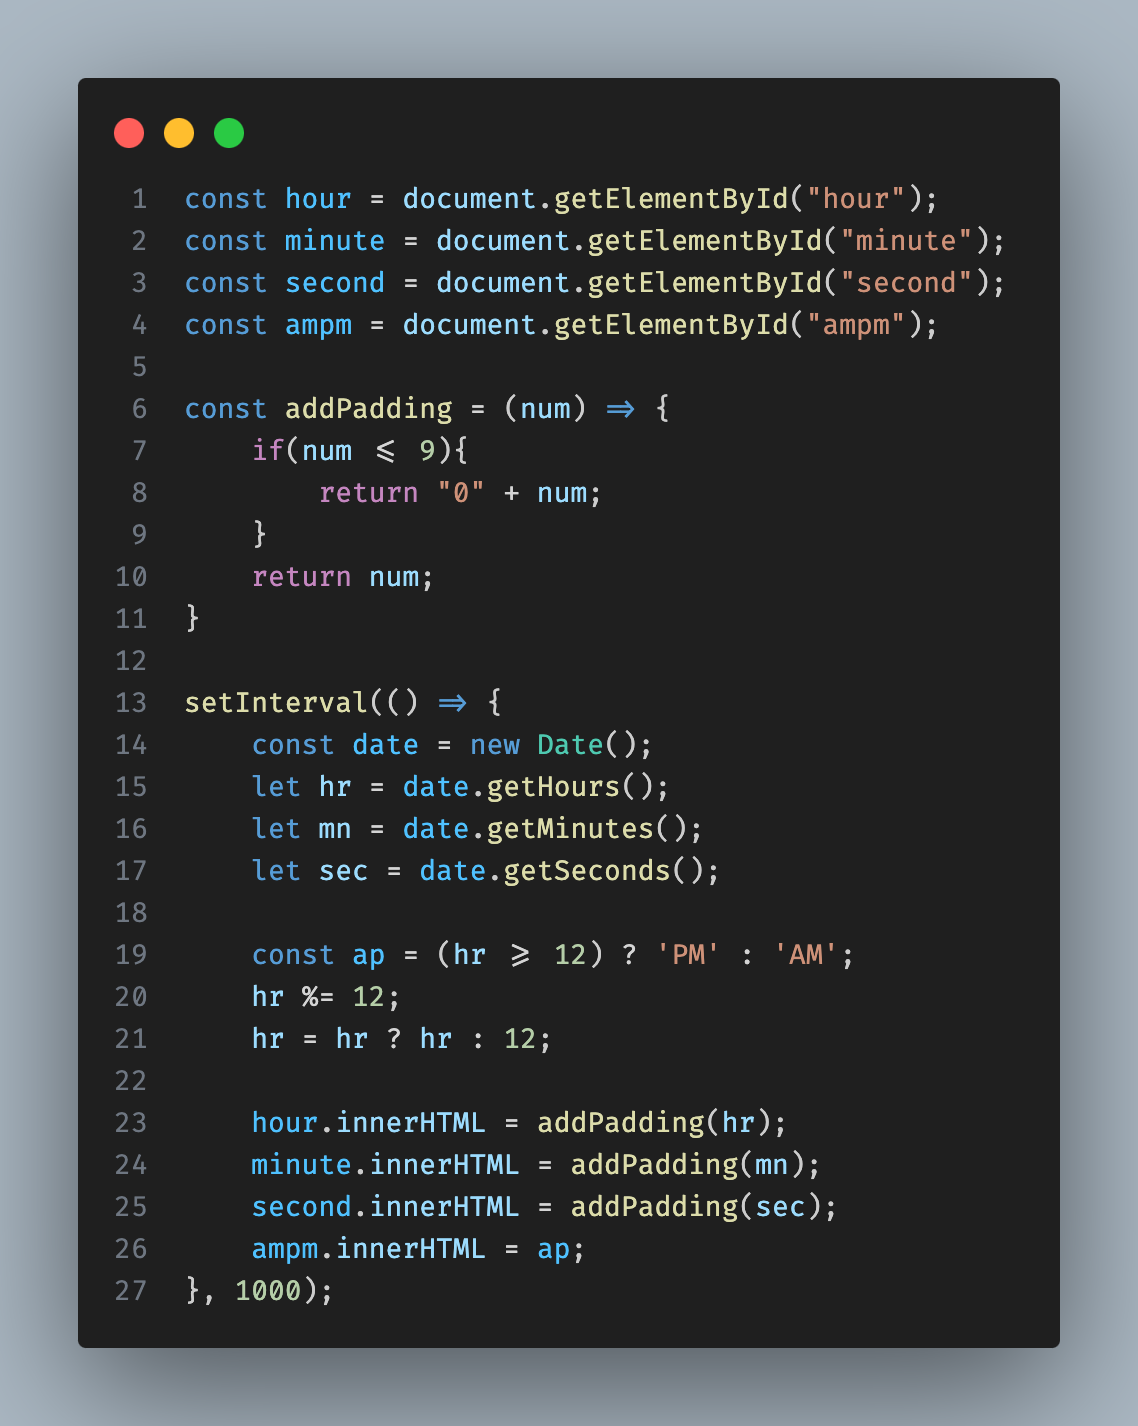 1 const hour = document.getElementById("hour");
2 const minute = document.getElementById("minute");
3 const second = document.getElementById("second");
4 const ampm = document.getElementById("ampm");
5
6 const addPadding = (num) => {
7     if(num <= 9){
8         return "0" + num;
9     }
10     return num;
11 }
12
13 setInterval(() => {
14     const date = new Date();
15     let hr = date.getHours();
16     let mn = date.getMinutes();
17     let sec = date.getSeconds();
18
19     const ap = (hr >= 12) ? 'PM' : 'AM';
20     hr %= 12;
21     hr = hr ? hr : 12;
22
23     hour.innerHTML = addPadding(hr);
24     minute.innerHTML = addPadding(mn);
25     second.innerHTML = addPadding(sec);
26     ampm.innerHTML = ap;
27 }, 1000);